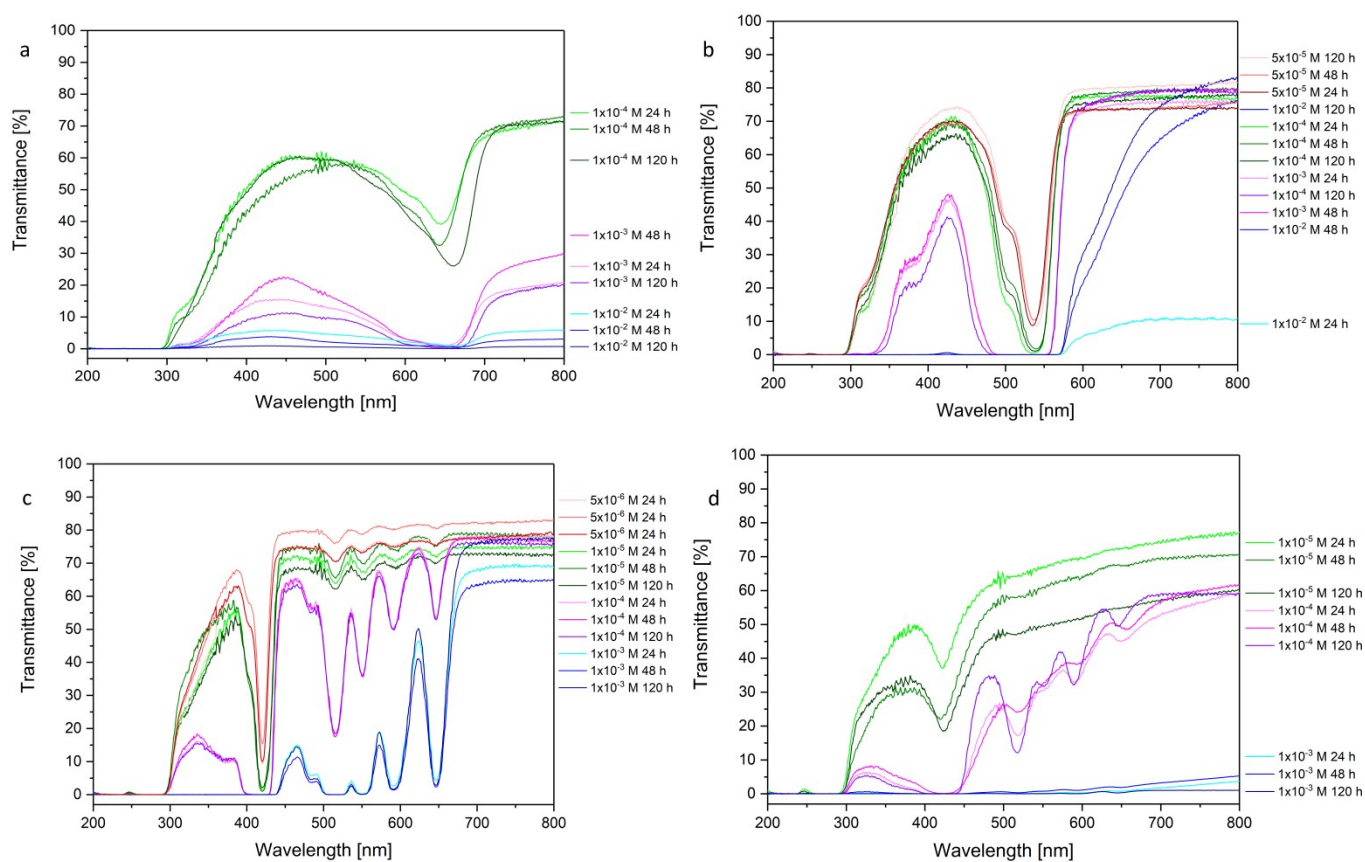 a
Transmittance [%]
100
90
80
70
60
50
40
30
20
10
0
200
300
400
500
600
700
800
Wavelength [nm]
1x10⁻⁴ M 24 h
1x10⁻⁴ M 48 h
1x10⁻⁴ M 120 h
1x10⁻³ M 48 h
1x10⁻³ M 24 h
1x10⁻³ M 120 h
1x10⁻² M 24 h
1x10⁻² M 48 h
1x10⁻² M 120 h
b
Transmittance [%]
100
90
80
70
60
50
40
30
20
10
0
200
300
400
500
600
700
800
Wavelength [nm]
5x10⁻⁵ M 120 h
5x10⁻⁵ M 48 h
5x10⁻⁵ M 24 h
1x10⁻² M 120 h
1x10⁻⁴ M 24 h
1x10⁻⁴ M 48 h
1x10⁻⁴ M 120 h
1x10⁻³ M 24 h
1x10⁻⁴ M 120 h
1x10⁻³ M 48 h
1x10⁻² M 48 h
1x10⁻² M 24 h
c
Transmittance [%]
100
90
80
70
60
50
40
30
20
10
0
200
300
400
500
600
700
800
Wavelength [nm]
5x10⁻⁶ M 24 h
5x10⁻⁶ M 24 h
5x10⁻⁶ M 24 h
1x10⁻⁵ M 24 h
1x10⁻⁵ M 48 h
1x10⁻⁵ M 120 h
1x10⁻⁴ M 24 h
1x10⁻⁴ M 48 h
1x10⁻⁴ M 120 h
1x10⁻³ M 24 h
1x10⁻³ M 48 h
1x10⁻³ M 120 h
d
Transmittance [%]
100
90
80
70
60
50
40
30
20
10
0
200
300
400
500
600
700
800
Wavelength [nm]
1x10⁻⁵ M 24 h
1x10⁻⁵ M 48 h
1x10⁻⁵ M 120 h
1x10⁻⁴ M 24 h
1x10⁻⁴ M 48 h
1x10⁻⁴ M 120 h
1x10⁻³ M 24 h
1x10⁻³ M 48 h
1x10⁻³ M 120 h